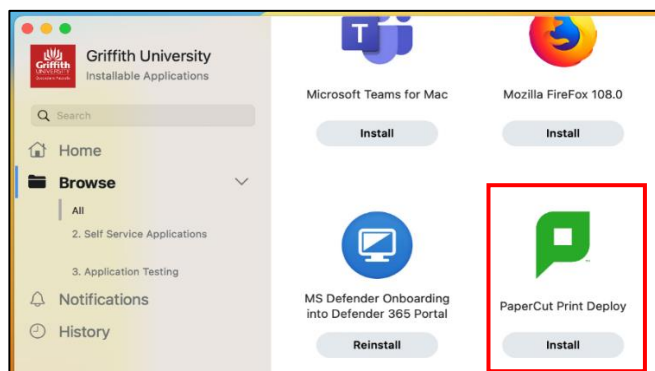 Griffith
UNIVERSITY
Griffith University
Installable Applications
Search
Home
Browse
All
2. Self Service Applications
3. Application Testing
Notifications
History
T
Microsoft Teams for Mac
Install
Mozilla FireFox 108.0
Install
MS Defender Onboarding
into Defender 365 Portal
Reinstall
PaperCut Print Deploy
Install